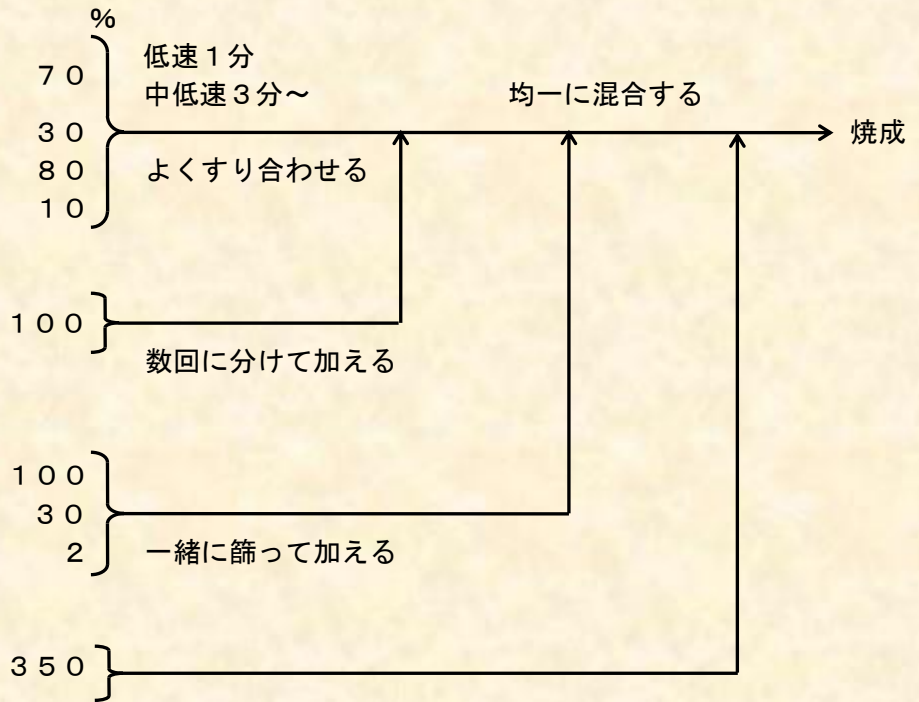 ％
７０
３０
８０
１０
低速１分
中低速３分～
よくすり合わせる
均一に混合する
焼成
１００
数回に分けて加える
１００
３０
２
一緒に篩って加える
３５０